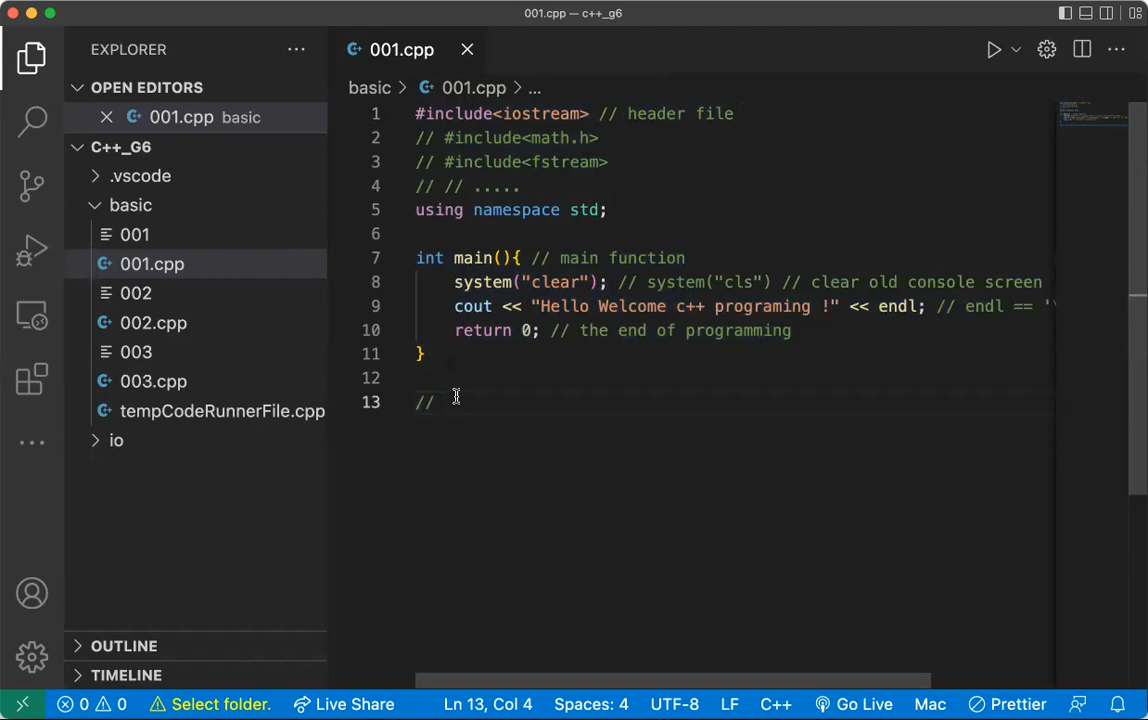 001.cpp — c++_g6
EXPLORER
OPEN EDITORS
001.cpp basic
C++_G6
.vscode
basic
001
001.cpp
002
002.cpp
003
003.cpp
tempCodeRunnerFile.cpp
io
OUTLINE
TIMELINE
001.cpp
basic > 001.cpp > ...
1 #include<iostream> // header file
2 // #include<math.h>
3 // #include<fstream>
4 // // .....
5 using namespace std;
6
7 int main(){ // main function
8 system("clear"); // system("cls") // clear old console screen
9 cout << "Hello Welcome c++ programing !" << endl; // endl == '
10 return 0; // the end of programming
11 }
12
13 //
0 0 Select folder. Live Share Ln 13, Col 4 Spaces: 4 UTF-8 LF C++ Go Live Mac Prettier